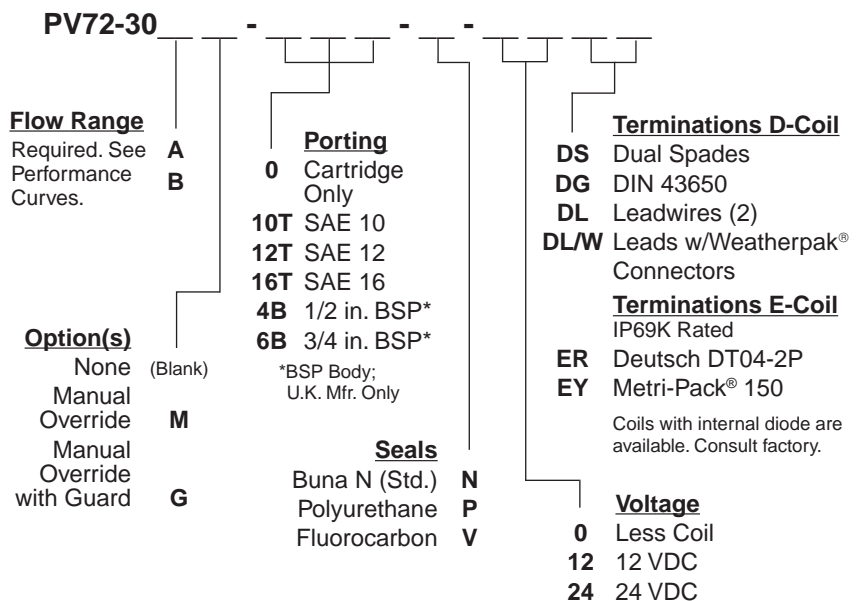 PV72-30__ __ - __ __ __ - __ - __ __ __ __
Flow Range
Required. See
Performance
Curves.
A
B
Option(s)
None (Blank)
Manual
Override M
Manual
Override
with Guard G
Porting
0 Cartridge
Only
10T SAE 10
12T SAE 12
16T SAE 16
4B 1/2 in. BSP*
6B 3/4 in. BSP*
*BSP Body;
U.K. Mfr. Only
Seals
Buna N (Std.) N
Polyurethane P
Fluorocarbon V
Terminations D-Coil
DS Dual Spades
DG DIN 43650
DL Leadwires (2)
DL/W Leads w/Weatherpak®
Connectors
Terminations E-Coil
IP69K Rated
ER Deutsch DT04-2P
EY Metri-Pack® 150
Coils with internal diode are
available. Consult factory.
Voltage
0 Less Coil
12 12 VDC
24 24 VDC